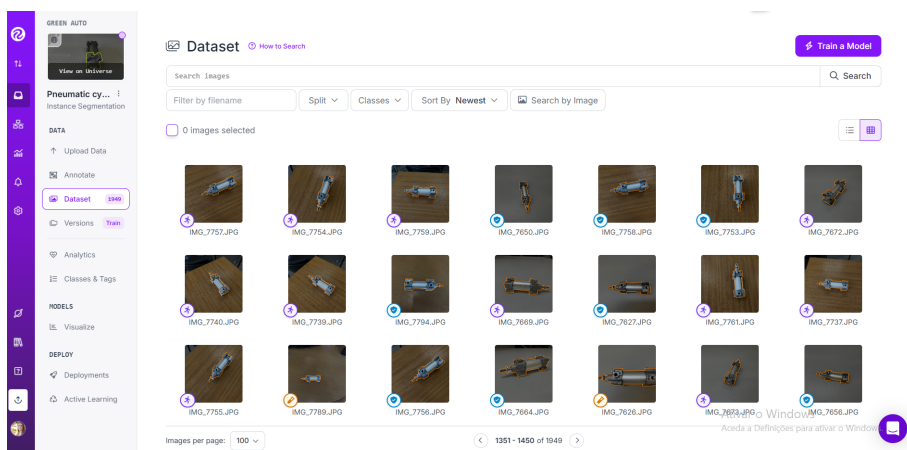 GREEN AUTO
View on Universe
Pneumatic cy...
Instance Segmentation
DATA
Upload Data
Annotate
Dataset 1949
Versions Train
Analytics
Classes & Tags
MODELS
Visualize
DEPLOY
Deployments
Active Learning
Dataset How to Search
Train a Model
Search images
Search
Filter by filename Split Classes Sort By Newest Search by Image
0 images selected
IMG_7757.JPG IMG_7754.JPG IMG_7759.JPG IMG_7650.JPG IMG_7758.JPG IMG_7753.JPG IMG_7672.JPG
IMG_7740.JPG IMG_7739.JPG IMG_7794.JPG IMG_7669.JPG IMG_7627.JPG IMG_7761.JPG IMG_7737.JPG
IMG_7755.JPG IMG_7789.JPG IMG_7756.JPG IMG_7664.JPG IMG_7626.JPG IMG_7673.JPG IMG_7656.JPG
Ativar o Windows
Aceda a Definições para ativar o Windows
Images per page: 100
1351 - 1450 of 1949